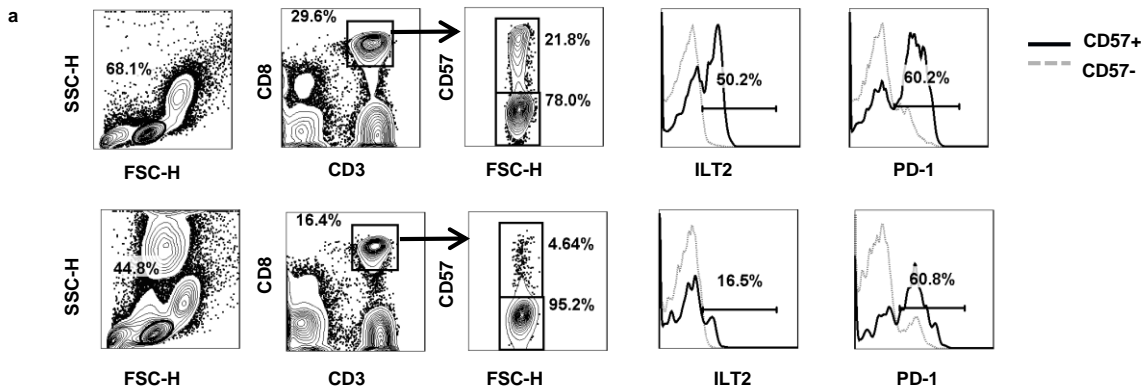 a
SSC-H
68.1%
FSC-H
29.6%
CD8
CD3
CD57
21.8%
78.0%
FSC-H
50.2%
ILT2
60.2%
PD-1
CD57+
CD57-
SSC-H
44.8%
FSC-H
16.4%
CD8
CD3
CD57
4.64%
95.2%
FSC-H
16.5%
ILT2
60.8%
PD-1